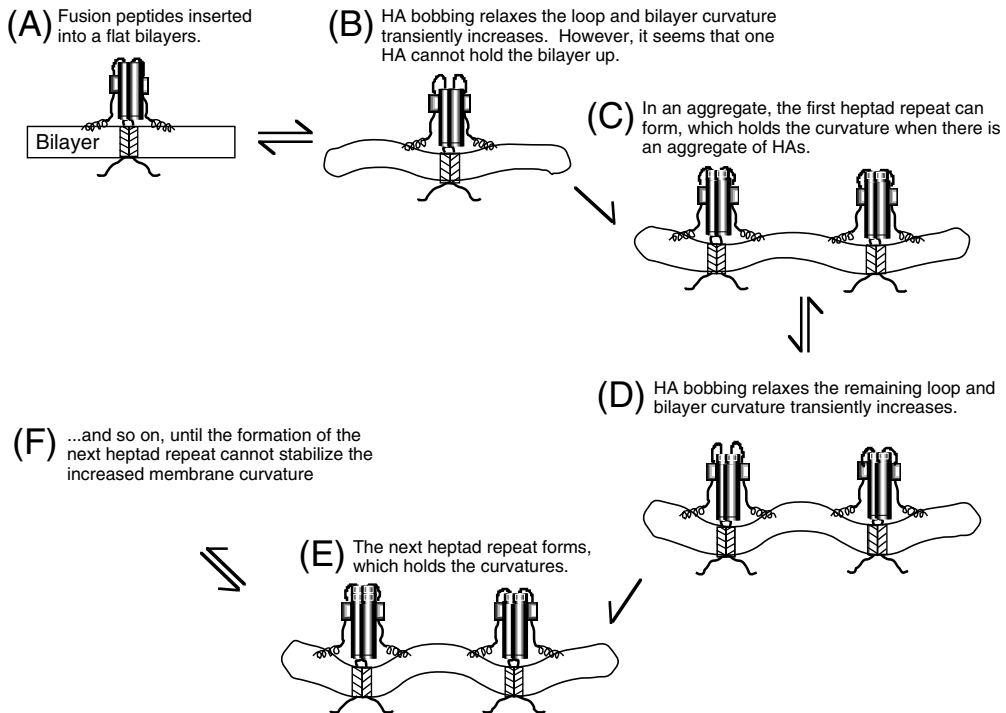 (A) Fusion peptides inserted
into a flat bilayers.
Bilayer
(B) HA bobbing relaxes the loop and bilayer curvature
transiently increases. However, it seems that one
HA cannot hold the bilayer up.
(C) In an aggregate, the first heptad repeat can
form, which holds the curvature when there is
an aggregate of HAs.
(D) HA bobbing relaxes the remaining loop and
bilayer curvature transiently increases.
(E) The next heptad repeat forms,
which holds the curvatures.
(F) ...and so on, until the formation of the
next heptad repeat cannot stabilize the
increased membrane curvature